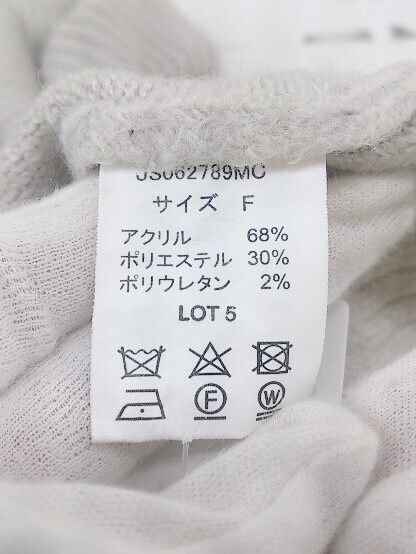 JS062789MC
サイズ F
アクリル 68%
ポリエステル 30%
ポリウレタン 2%
LOT 5
F W